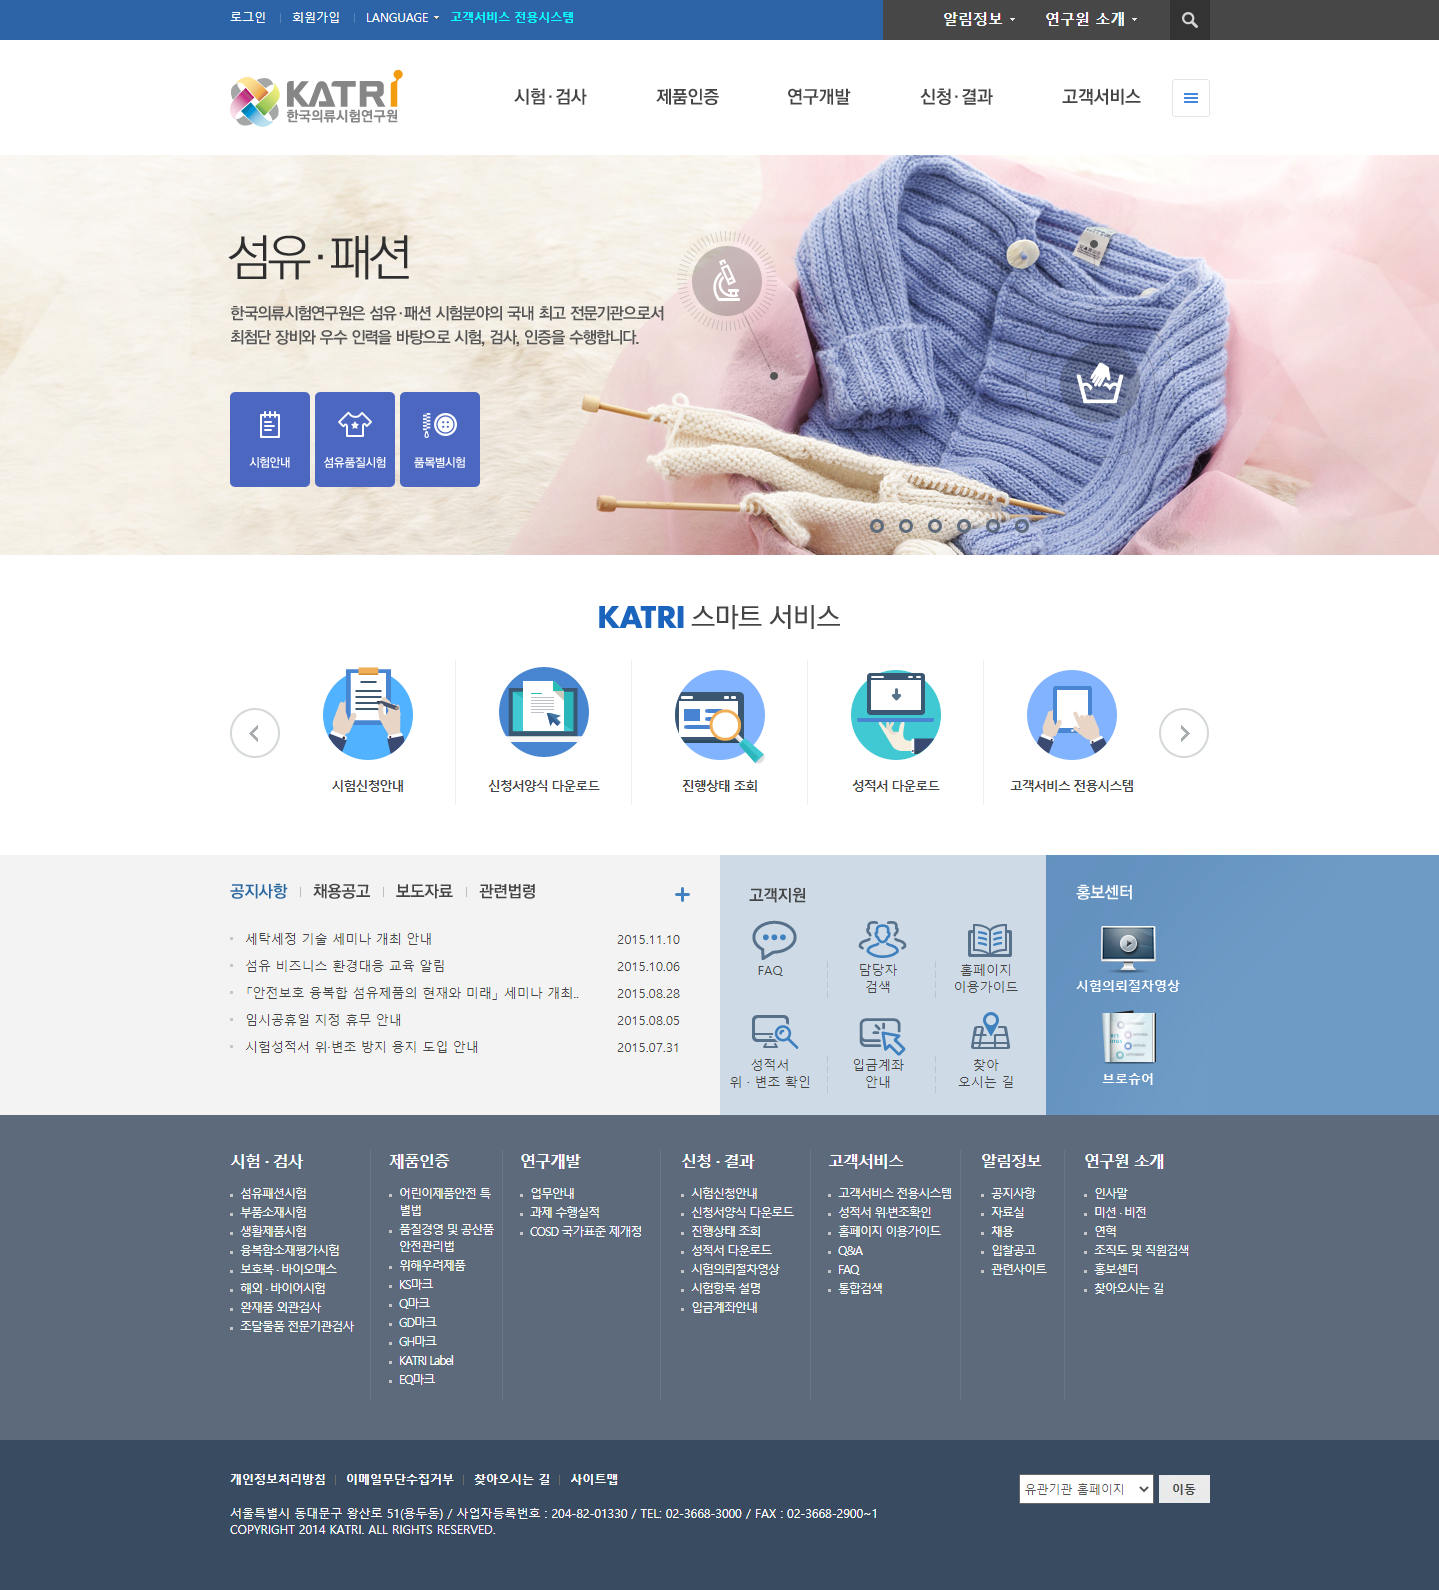 로그인
회원가입
LANGUAGE
고객서비스 전용시스템
알림정보
연구원 소개
KATRI
한국의류시험연구원
시험·검사
제품인증
연구개발
신청·결과
고객서비스
섬유·패션
한국의류시험연구원은 섬유·패션 시험분야의 국내 최고 전문기관으로서
최첨단 장비와 우수 인력을 바탕으로 시험, 검사, 인증을 수행합니다.
시험안내
섬유품질시험
품목별시험
KATRI 스마트 서비스
시험신청안내
신청서양식 다운로드
진행상태 조회
성적서 다운로드
고객서비스 전용시스템
공지사항
채용공고
보도자료
관련법령
세탁세정 기술 세미나 개최 안내 2015.11.10
섬유 비즈니스 환경대응 교육 알림 2015.10.06
「안전보호 융복합 섬유제품의 현재와 미래」 세미나 개최.. 2015.08.28
임시공휴일 지정 휴무 안내 2015.08.05
시험성적서 위·변조 방지 용지 도입 안내 2015.07.31
고객지원
FAQ
담당자
검색
홈페이지
이용가이드
성적서
위 · 변조 확인
입금계좌
안내
찾아
오시는 길
홍보센터
시험의뢰절차영상
브로슈어
시험 · 검사
섬유패션시험
부품소재시험
생활제품시험
융복합소재평가시험
보호복 · 바이오매스
해외 · 바이어시험
완제품 외관검사
조달물품 전문기관검사
제품인증
어린이제품안전 특
별법
품질경영 및 공산품
안전관리법
위해우려제품
KS마크
Q마크
GD마크
GH마크
KATRI Label
EQ마크
연구개발
업무안내
과제 수행실적
COSD 국가표준 제개정
신청 · 결과
시험신청안내
신청서양식 다운로드
진행상태 조회
성적서 다운로드
시험의뢰절차영상
시험항목 설명
입금계좌안내
고객서비스
고객서비스 전용시스템
성적서 위·변조확인
홈페이지 이용가이드
Q&A
FAQ
통합검색
알림정보
공지사항
자료실
채용
입찰공고
관련사이트
연구원 소개
인사말
미션 · 비전
연혁
조직도 및 직원검색
홍보센터
찾아오시는 길
개인정보처리방침
이메일무단수집거부
찾아오시는 길
사이트맵
유관기관 홈페이지
이동
서울특별시 동대문구 왕산로 51(용두동) / 사업자등록번호 : 204-82-01330 / TEL: 02-3668-3000 / FAX : 02-3668-2900~1
COPYRIGHT 2014 KATRI. ALL RIGHTS RESERVED.